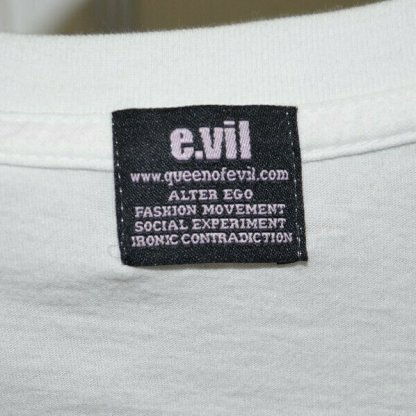 e.vil
www.queenofevil.com
ALTER EGO
FASHION MOVEMENT
SOCIAL EXPERIMENT
IRONIC CONTRADICTION